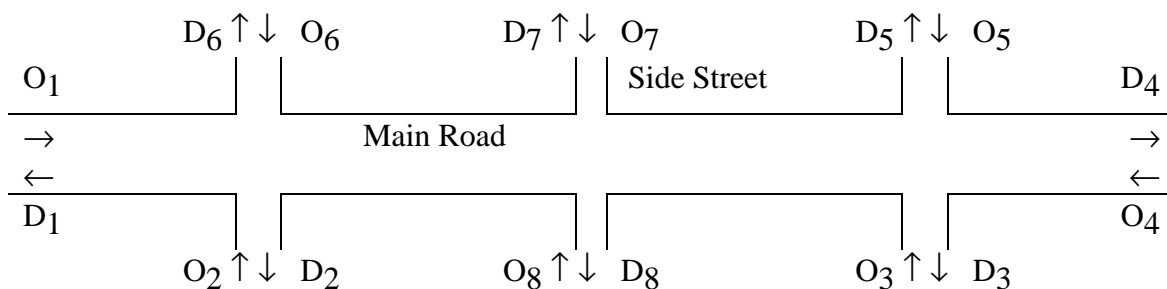 D6 ↑ ↓ O6 D7 ↑ ↓ O7 D5 ↑ ↓ O5
O1 Side Street D4
→ Main Road →
← ←
D1 O4
O2 ↑ ↓ D2 O8 ↑ ↓ D8 O3 ↑ ↓ D3